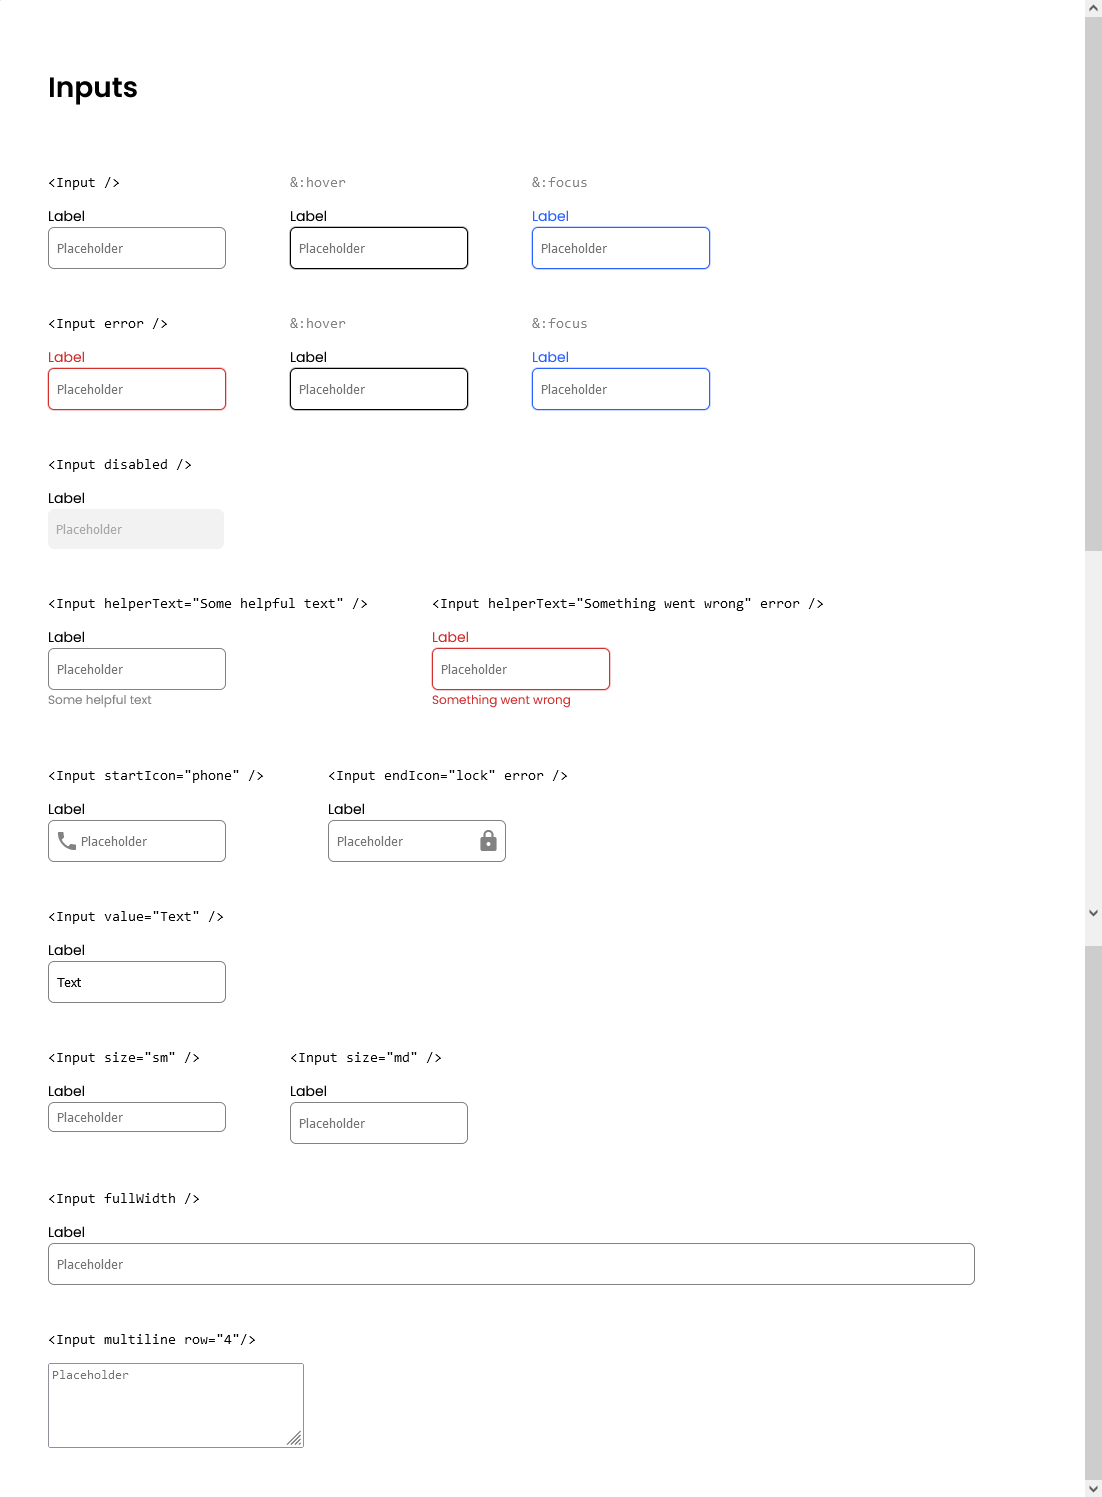 Inputs
<Input />
&:hover
&:focus
Label
Label
Label
Placeholder
Placeholder
Placeholder
<Input error />
&:hover
&:focus
Label
Label
Label
Placeholder
Placeholder
Placeholder
<Input disabled />
Label
Placeholder
<Input helperText="Some helpful text" />
<Input helperText="Something went wrong" error />
Label
Label
Placeholder
Placeholder
Some helpful text
Something went wrong
<Input startIcon="phone" />
<Input endIcon="lock" error />
Label
Label
Placeholder
Placeholder
<Input value="Text" />
Label
Text
<Input size="sm" />
<Input size="md" />
Label
Label
Placeholder
Placeholder
<Input fullWidth />
Label
Placeholder
<Input multiline row="4"/>
Placeholder